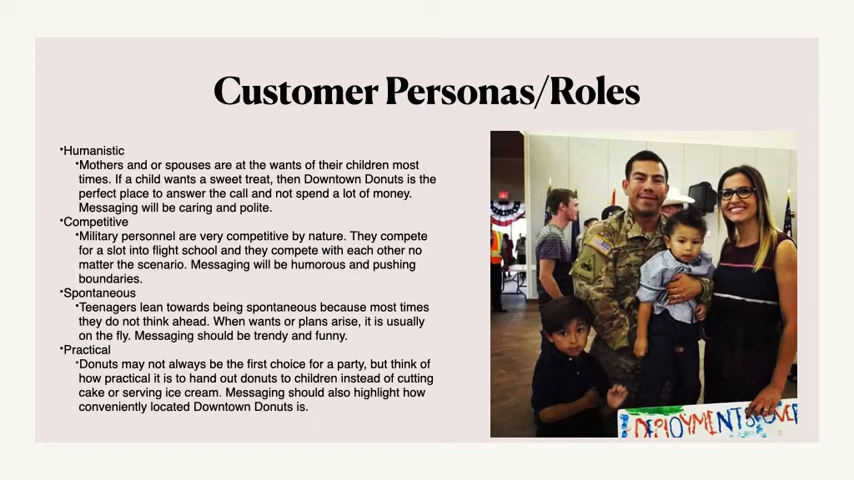 Customer Personas/Roles
•Humanistic
•Mothers and or spouses are at the wants of their children most
times. If a child wants a sweet treat, then Downtown Donuts is the
perfect place to answer the call and not spend a lot of money.
Messaging will be caring and polite.
•Competitive
•Military personnel are very competitive by nature. They compete
for a slot into flight school and they compete with each other no
matter the scenario. Messaging will be humorous and pushing
boundaries.
•Spontaneous
•Teenagers lean towards being spontaneous because most times
they do not think ahead. When wants or plans arise, it is usually
on the fly. Messaging should be trendy and funny.
•Practical
•Donuts may not always be the first choice for a party, but think of
how practical it is to hand out donuts to children instead of cutting
cake or serving ice cream. Messaging should also highlight how
conveniently located Downtown Donuts is.
DEPLOYMENTS OVER